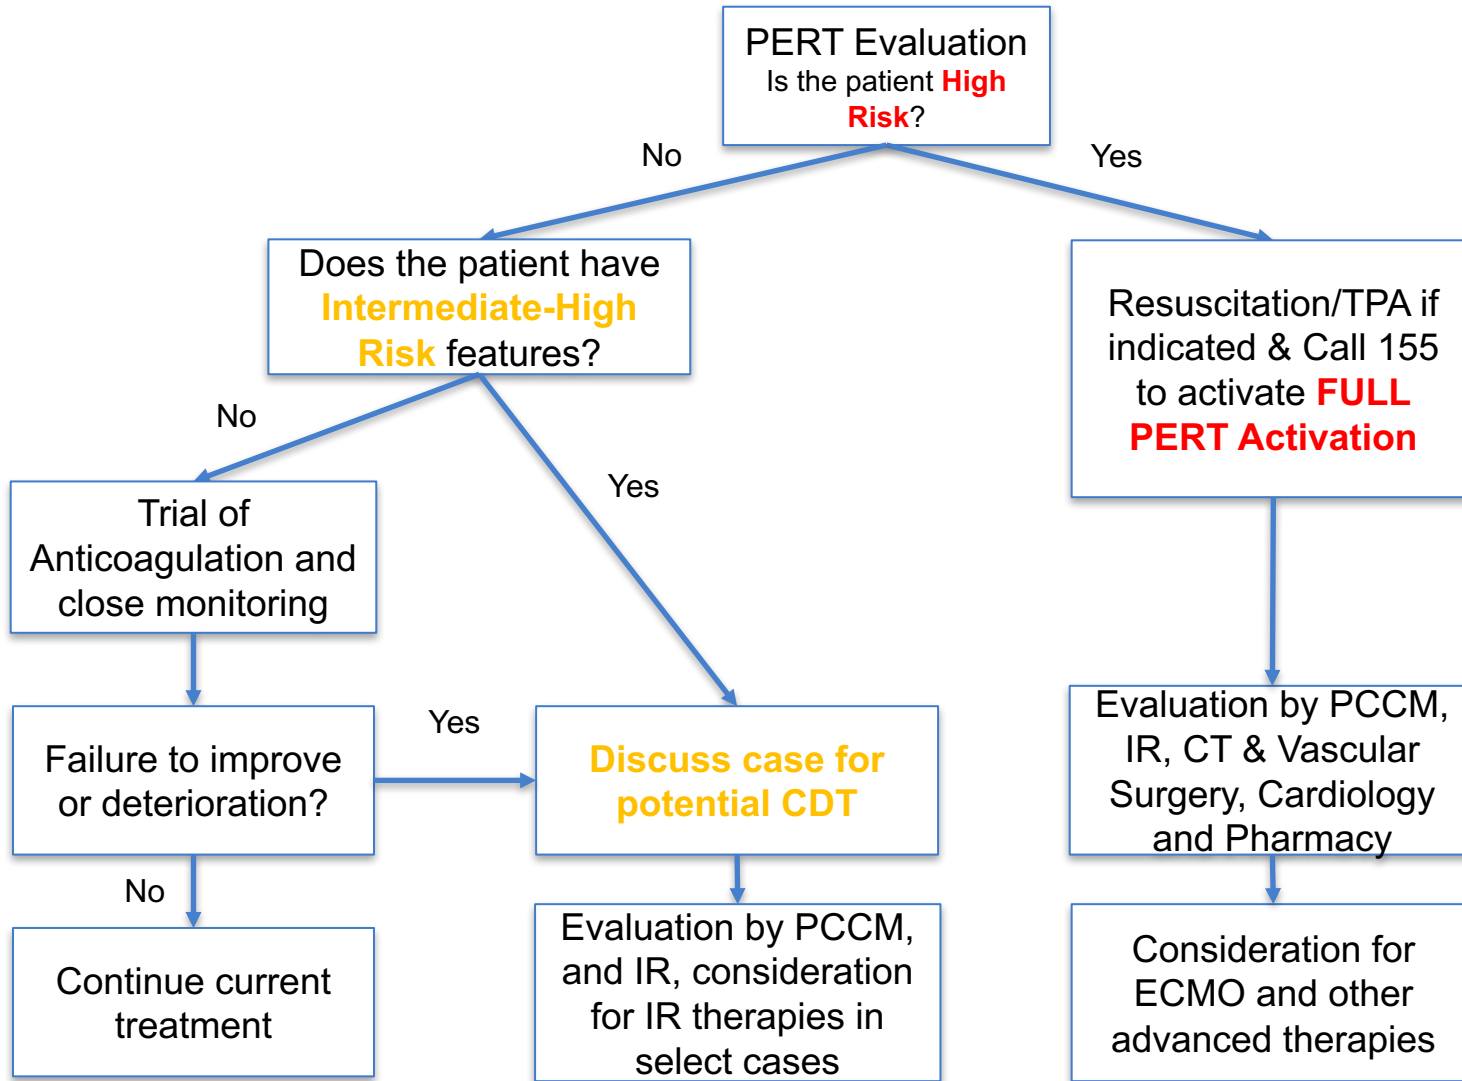 PERT Evaluation
Is the patient High
Risk?
No
Yes
Does the patient have
Intermediate-High
Risk features?
Resuscitation/TPA if
indicated & Call 155
to activate FULL
PERT Activation
No
Yes
Trial of
Anticoagulation and
close monitoring
Failure to improve
or deterioration?
Yes
Discuss case for
potential CDT
Evaluation by PCCM,
IR, CT & Vascular
Surgery, Cardiology
and Pharmacy
No
Continue current
treatment
Evaluation by PCCM,
and IR, consideration
for IR therapies in
select cases
Consideration for
ECMO and other
advanced therapies